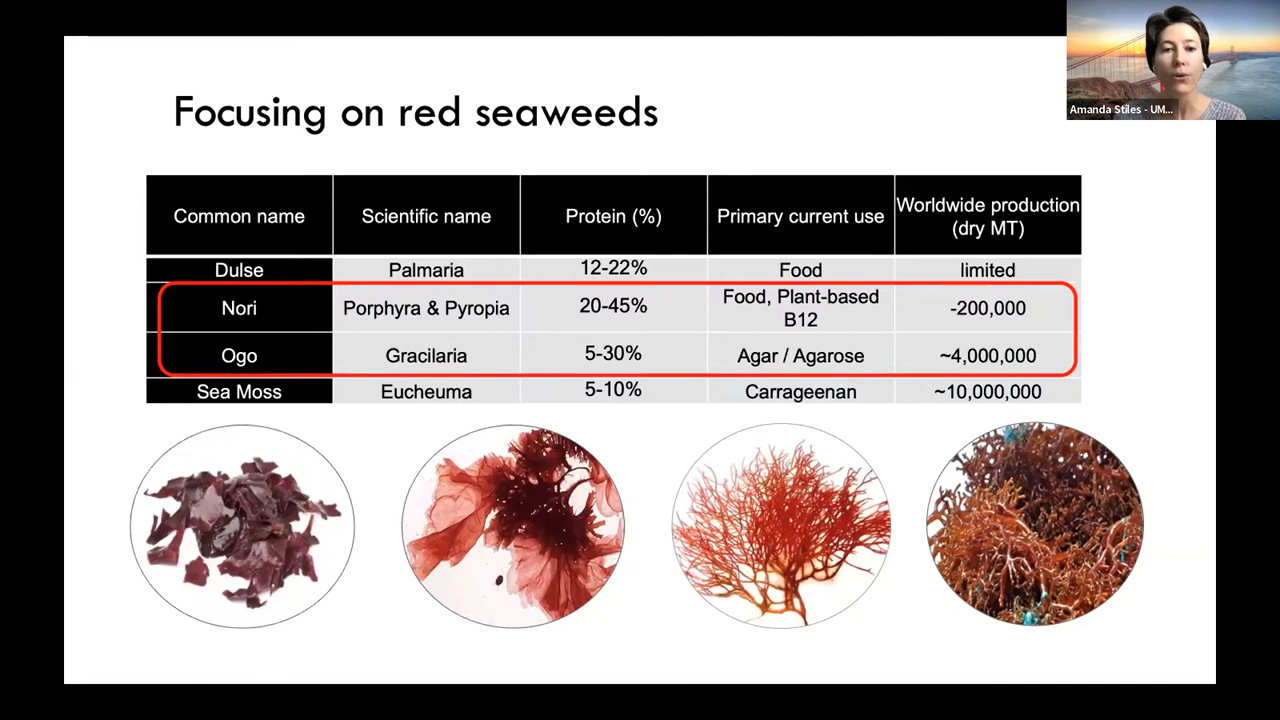 Amanda Stiles - UM...
Focusing on red seaweeds
Common name Scientific name Protein (%) Primary current use Worldwide production (dry MT)
Dulse Palmaria 12-22% Food limited
Nori Porphyra & Pyropia 20-45% Food, Plant-based B12 -200,000
Ogo Gracilaria 5-30% Agar / Agarose ~4,000,000
Sea Moss Eucheuma 5-10% Carrageenan ~10,000,000